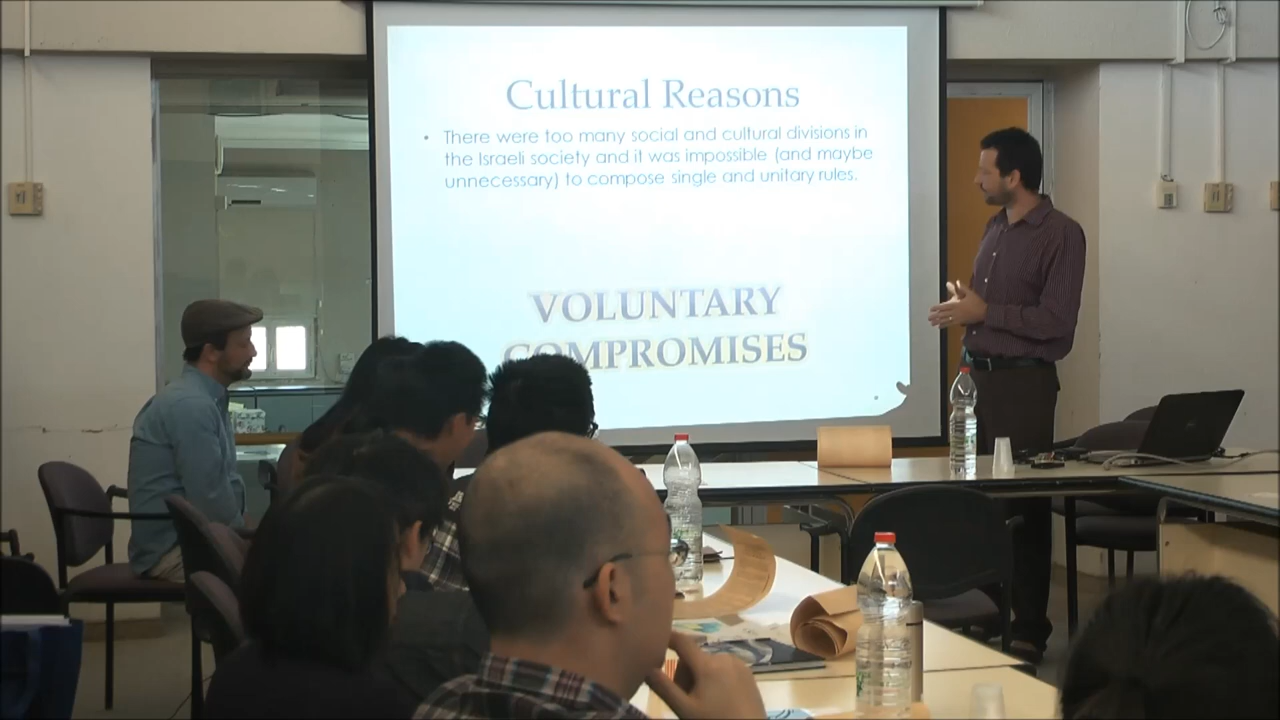 Cultural Reasons
• There were too many social and cultural divisions in
the Israeli society and it was impossible (and maybe
unnecessary) to compose single and unitary rules.
VOLUNTARY
COMPROMISES